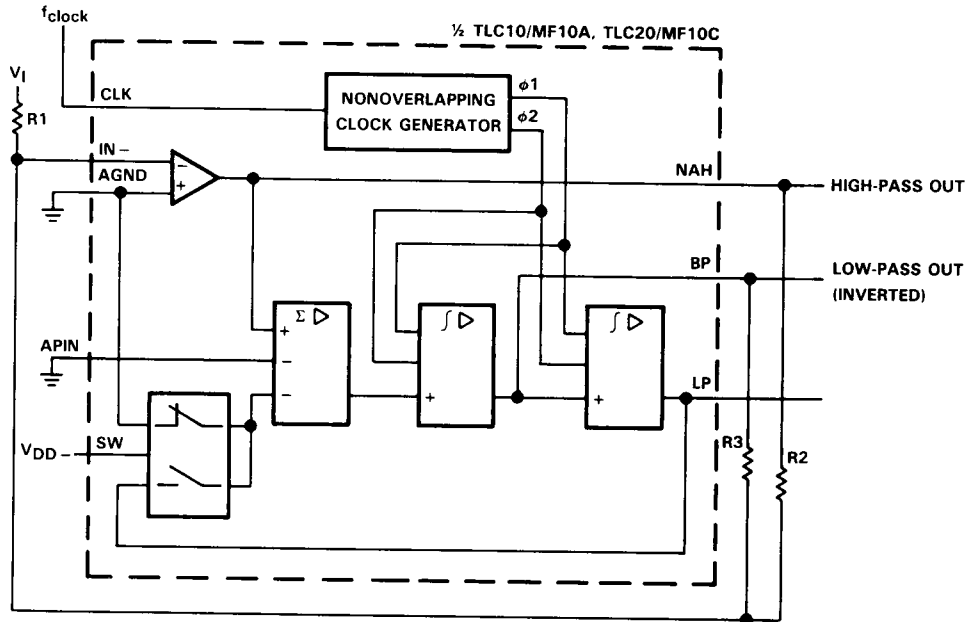 fclock
½ TLC10/MF10A, TLC20/MF10C
VI
R1
CLK
NONOVERLAPPING
CLOCK GENERATOR
ϕ1
ϕ2
IN −
AGND
−
+
NAH
HIGH-PASS OUT
BP
LOW-PASS OUT
(INVERTED)
Σ ▷
+
−
−
∫ ▷
+
∫ ▷
+
APIN
LP
VDD −
SW
R3
R2